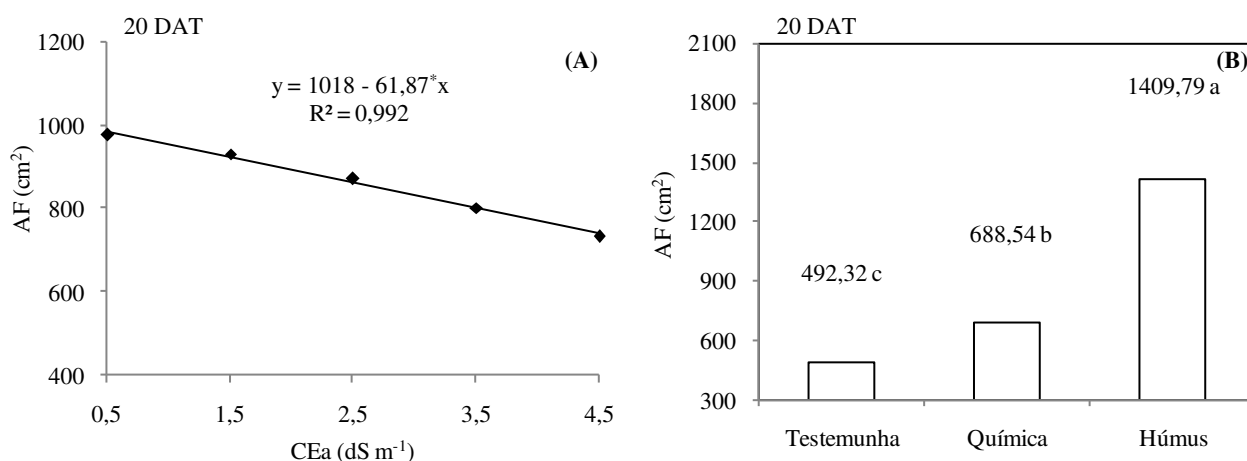 20 DAT
(A)
y = 1018 - 61,87*x
R² = 0,992
1200
1000
800
600
400
AF (cm²)
0,5 1,5 2,5 3,5 4,5
CEa (dS m⁻¹)
20 DAT
(B)
2100
1800
1500
1200
900
600
300
AF (cm²)
492,32 c
688,54 b
1409,79 a
Testemunha Química Húmus